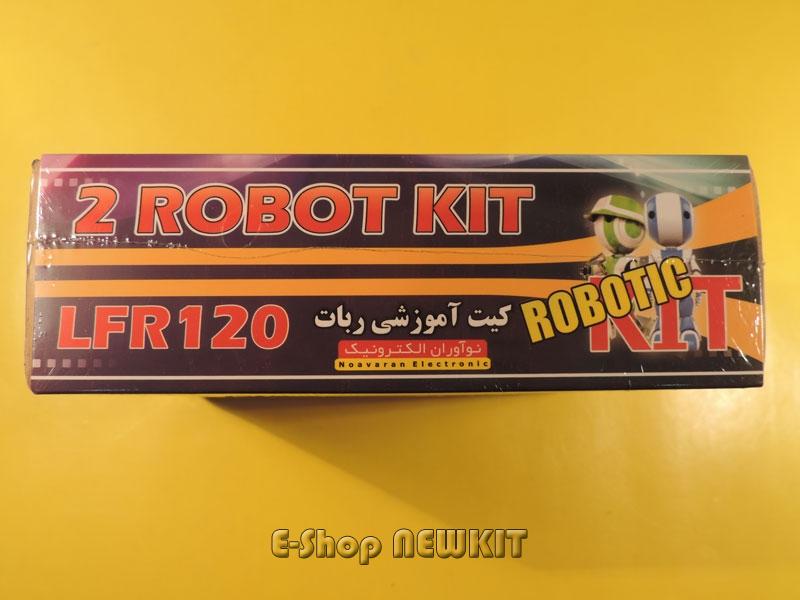 2 ROBOT KIT
LFR120
کیت آموزشی ربات
نوآوران الکترونیک
Noavaran Electronic
ROBOTIC
KIT
E-Shop NEWKIT